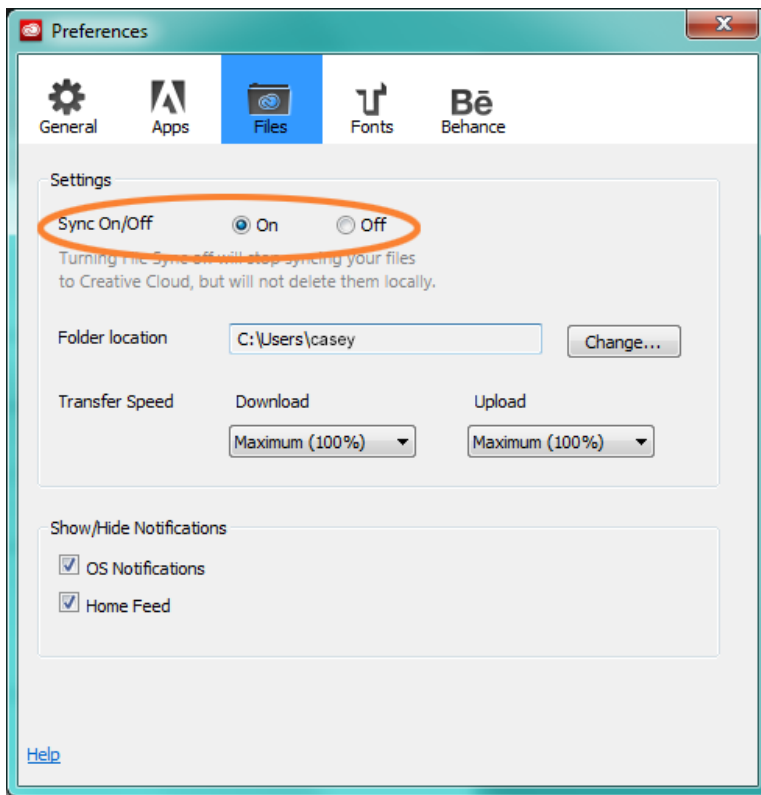 Preferences
x
General Apps Files Fonts Bē Behance
Settings
Sync On/Off On Off
Turning File Sync off will stop syncing your files
to Creative Cloud, but will not delete them locally.
Folder location C:\Users\casey Change...
Transfer Speed Download Upload
Maximum (100%) Maximum (100%)
Show/Hide Notifications
OS Notifications
Home Feed
Help